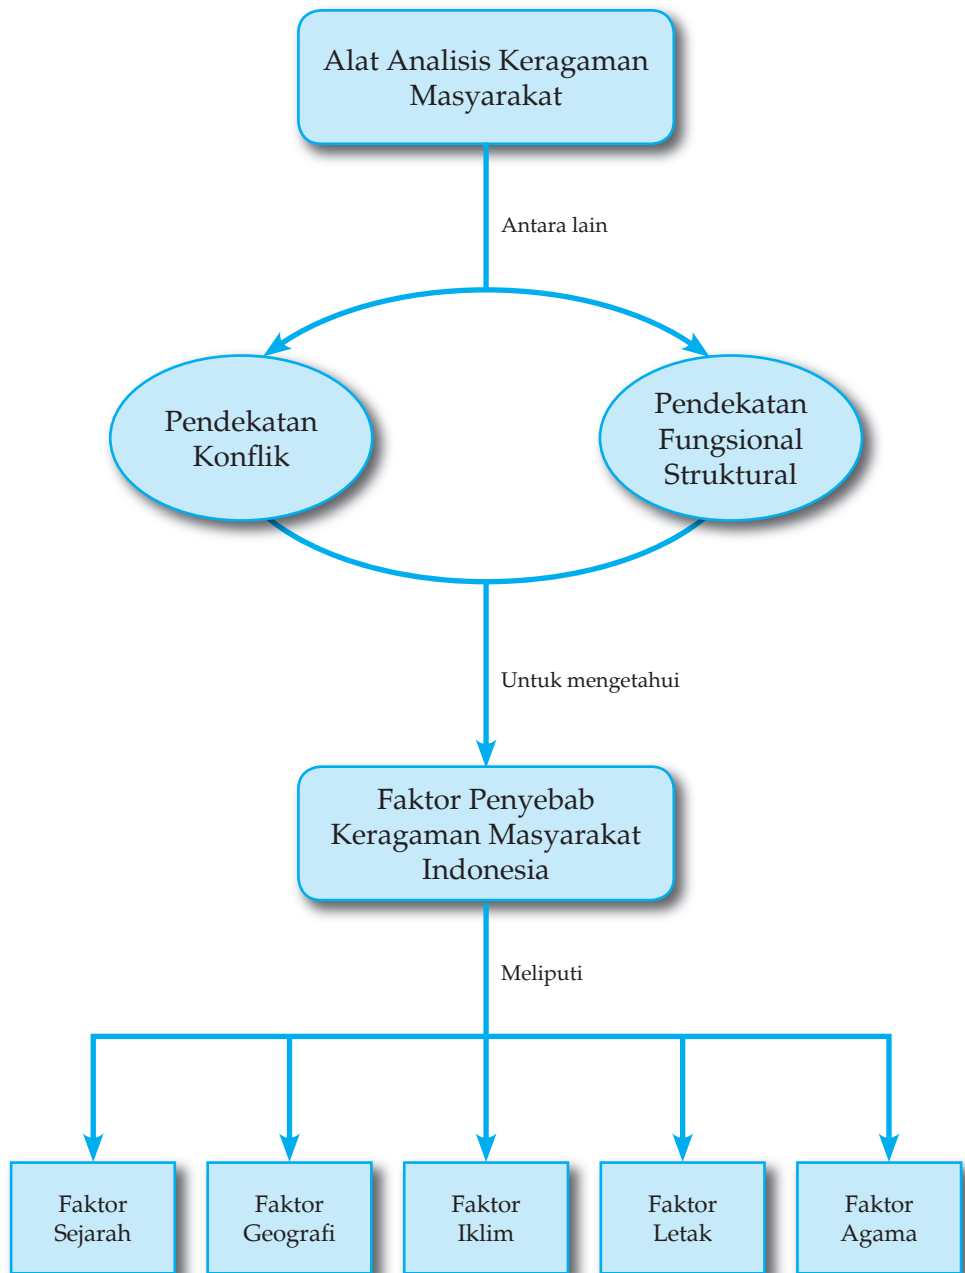 Alat Analisis Keragaman
Masyarakat
Antara lain
Pendekatan
Konflik
Pendekatan
Fungsional
Struktural
Untuk mengetahui
Faktor Penyebab
Keragaman Masyarakat
Indonesia
Meliputi
Faktor
Sejarah
Faktor
Geografi
Faktor
Iklim
Faktor
Letak
Faktor
Agama